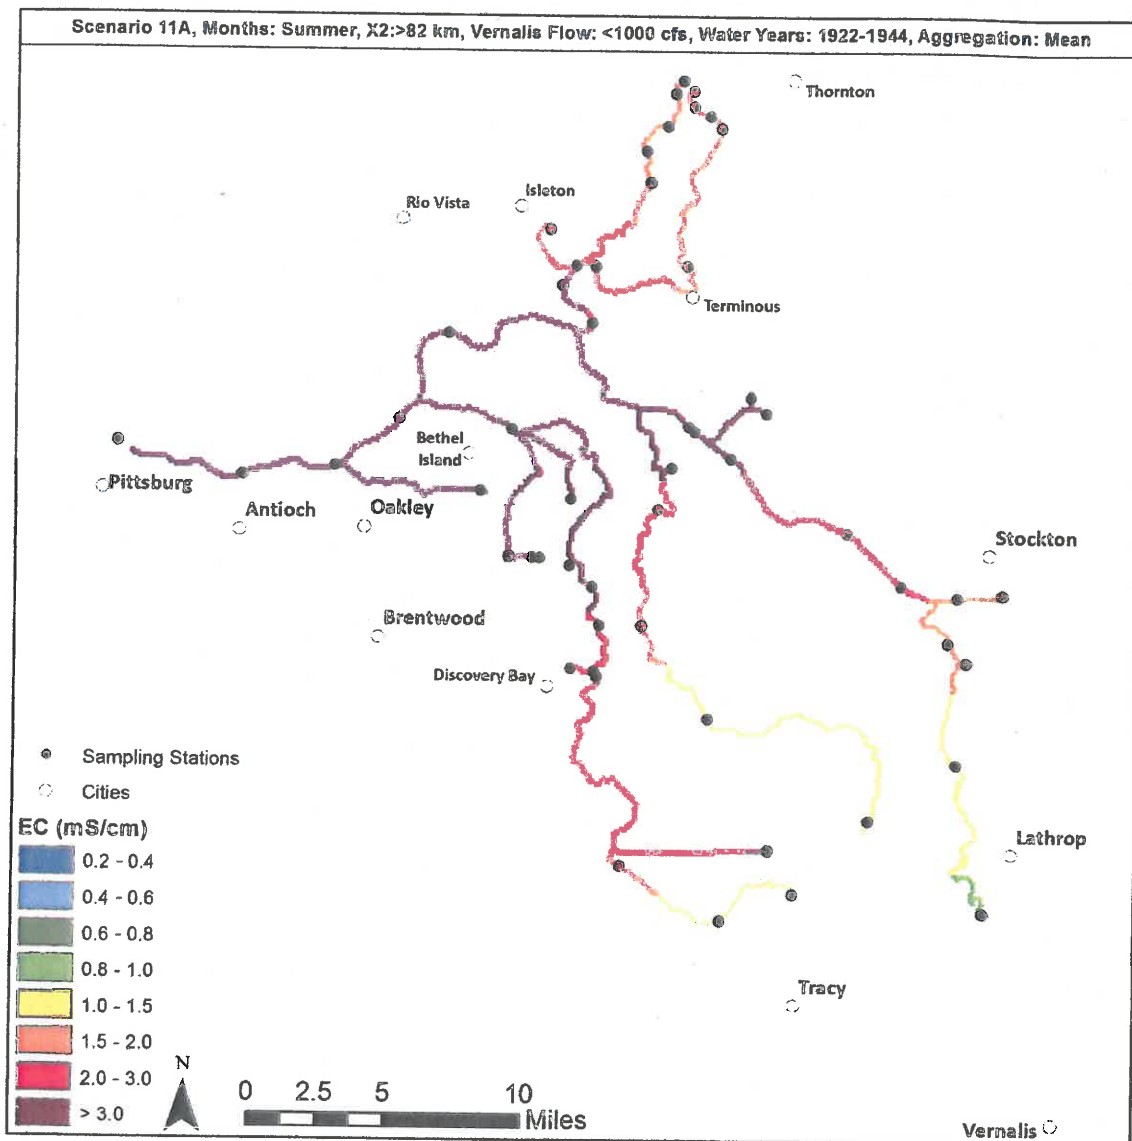 Scenario 11A, Months: Summer, X2:>82 km, Vernalis Flow: <1000 cfs, Water Years: 1922-1944, Aggregation: Mean
Thornton
Isleton
Rio Vista
Terminous
Bethel
Island
Pittsburg
Antioch
Oakley
Stockton
Brentwood
Discovery Bay
Sampling Stations
Cities
EC (mS/cm)
0.2 - 0.4
0.4 - 0.6
0.6 - 0.8
0.8 - 1.0
1.0 - 1.5
1.5 - 2.0
2.0 - 3.0
> 3.0
Lathrop
Tracy
N
0 2.5 5 10
Miles
Vernalis